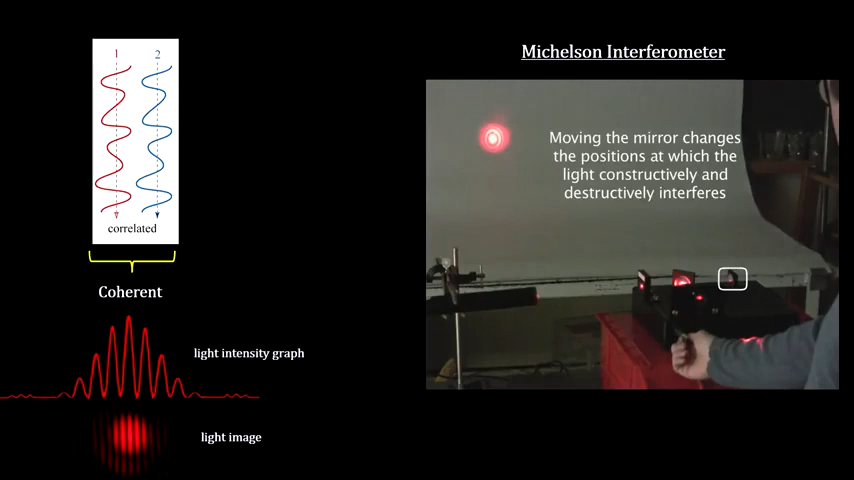 1 2
correlated
Coherent
light intensity graph
light image
Michelson Interferometer
Moving the mirror changes
the positions at which the
light constructively and
destructively interferes